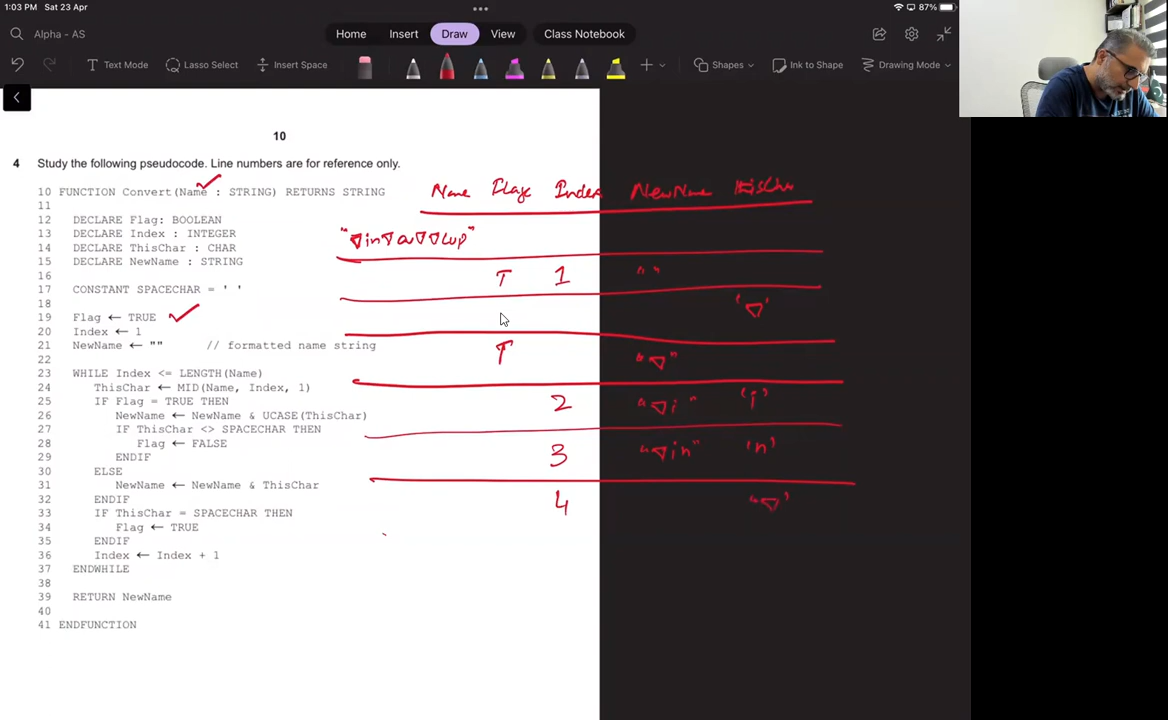 1:03 PM Sat 23 Apr
87%
Alpha - AS
Home Insert Draw View Class Notebook
Text Mode Lasso Select Insert Space Shapes Ink to Shape Drawing Mode
10
4 Study the following pseudocode. Line numbers are for reference only.
10 FUNCTION Convert(Name : STRING) RETURNS STRING
Name Flag Index NewName ThisChar
11
12 DECLARE Flag: BOOLEAN
13 DECLARE Index : INTEGER
14 DECLARE ThisChar : CHAR
15 DECLARE NewName : STRING
"∇in∇a∇∇Cup"
16
17 CONSTANT SPACECHAR = ' '
T 1 ""
18
'∇'
19 Flag ← TRUE
20 Index ← 1
21 NewName ← "" // formatted name string
T "∇"
22
23 WHILE Index <= LENGTH(Name)
24 ThisChar ← MID(Name, Index, 1)
25 IF Flag = TRUE THEN
2 "∇i" 'i'
26 NewName ← NewName & UCASE(ThisChar)
27 IF ThisChar <> SPACECHAR THEN
28 Flag ← FALSE
3 "∇in" 'n'
29 ENDIF
30 ELSE
31 NewName ← NewName & ThisChar
32 ENDIF
4 "∇'
33 IF ThisChar = SPACECHAR THEN
34 Flag ← TRUE
35 ENDIF
36 Index ← Index + 1
37 ENDWHILE
38
39 RETURN NewName
40
41 ENDFUNCTION